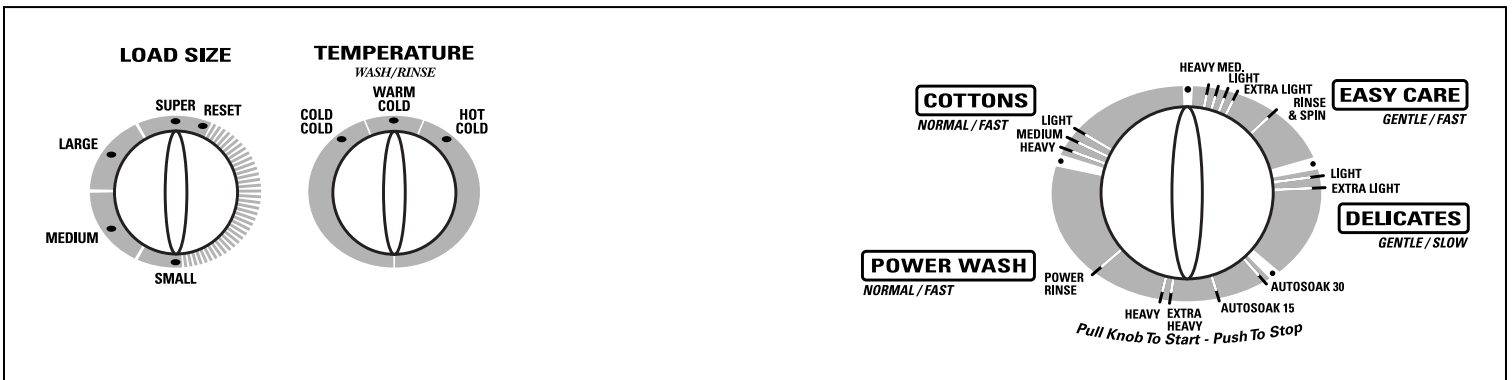 LOAD SIZE
SUPER
RESET
LARGE
MEDIUM
SMALL
TEMPERATURE
WASH/RINSE
WARM
COLD
COLD
COLD
HOT
COLD
COTTONS
NORMAL / FAST
LIGHT
MEDIUM
HEAVY
HEAVY MED.
LIGHT
EXTRA LIGHT
RINSE
& SPIN
EASY CARE
GENTLE / FAST
LIGHT
EXTRA LIGHT
DELICATES
GENTLE / SLOW
POWER WASH
NORMAL / FAST
POWER
RINSE
HEAVY
EXTRA
HEAVY
AUTOSOAK 15
AUTOSOAK 30
Pull Knob To Start - Push To Stop